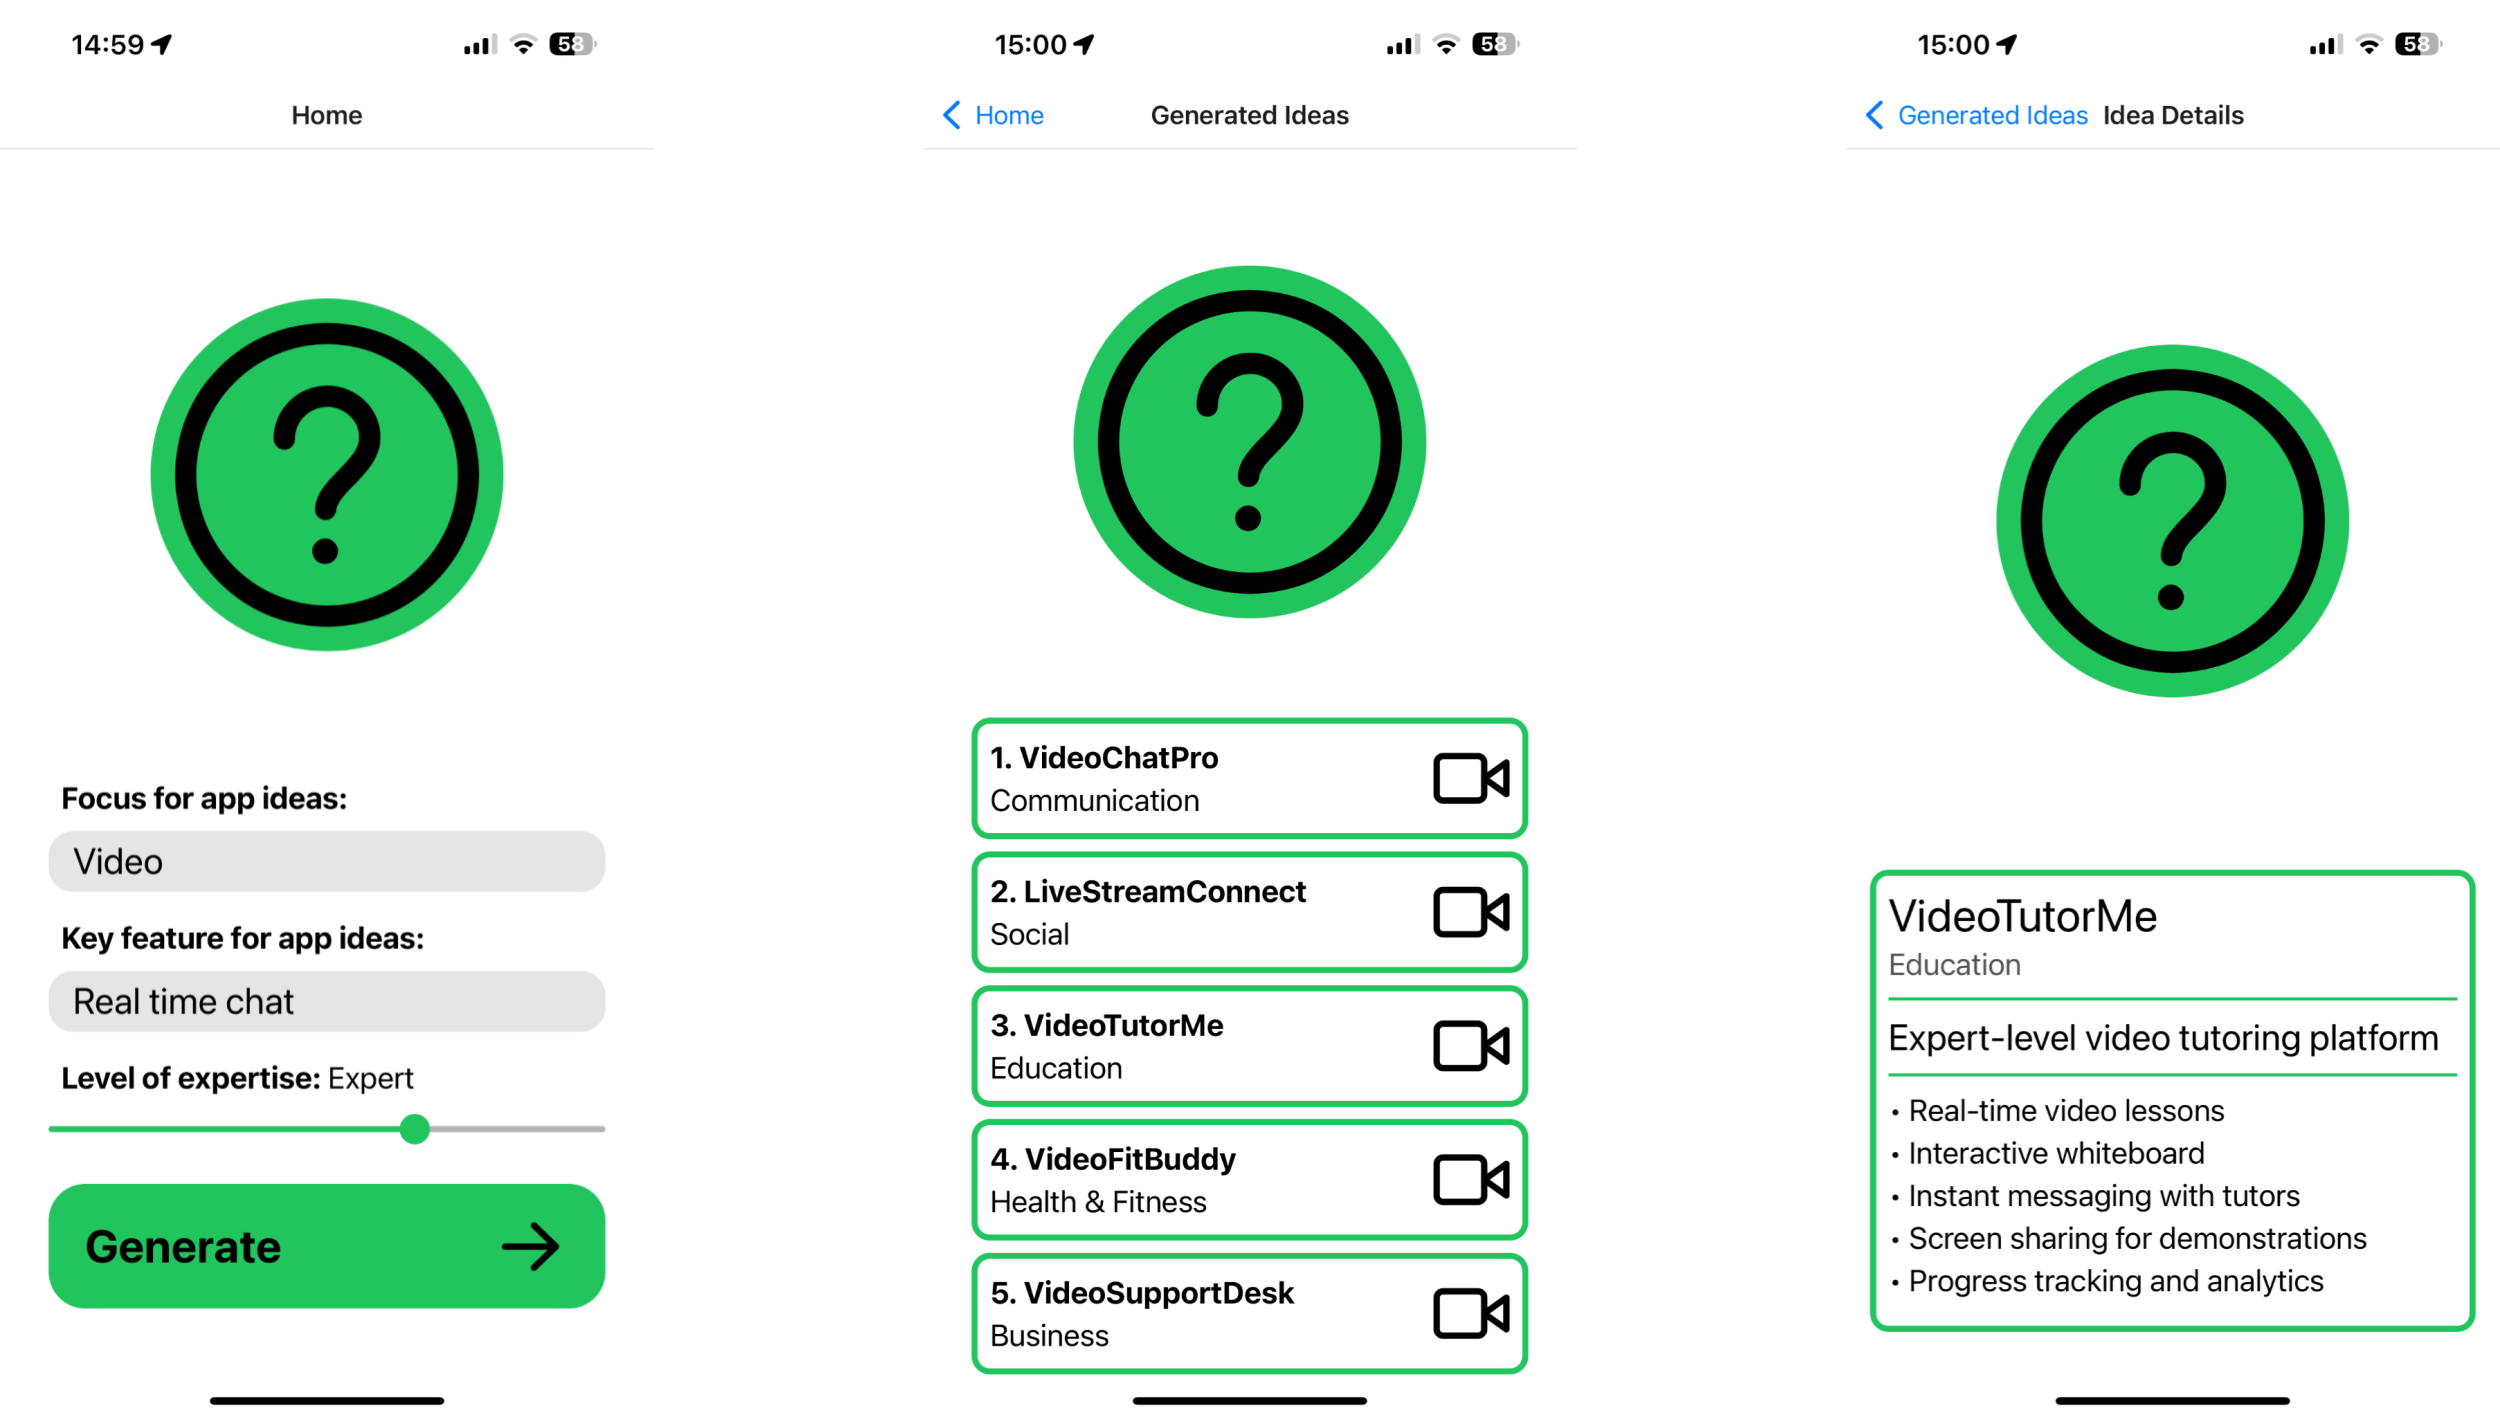 14:59
58
Home
Focus for app ideas:
Video
Key feature for app ideas:
Real time chat
Level of expertise: Expert
Generate
15:00
58
Home
Generated Ideas
1. VideoChatPro
Communication
2. LiveStreamConnect
Social
3. VideoTutorMe
Education
4. VideoFitBuddy
Health & Fitness
5. VideoSupportDesk
Business
15:00
58
Generated Ideas
Idea Details
VideoTutorMe
Education
Expert-level video tutoring platform
• Real-time video lessons
• Interactive whiteboard
• Instant messaging with tutors
• Screen sharing for demonstrations
• Progress tracking and analytics